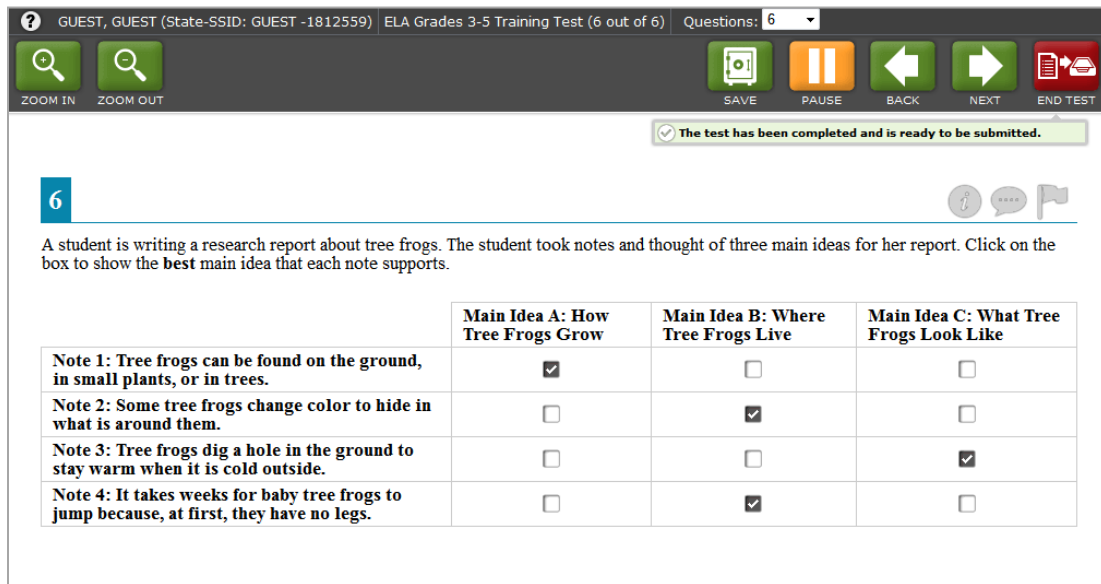 ? GUEST, GUEST (State-SSID: GUEST -1812559) ELA Grades 3-5 Training Test (6 out of 6) Questions: 6
ZOOM IN ZOOM OUT SAVE PAUSE BACK NEXT END TEST
The test has been completed and is ready to be submitted.
6
A student is writing a research report about tree frogs. The student took notes and thought of three main ideas for her report. Click on the
box to show the best main idea that each note supports.
Main Idea A: How
Tree Frogs Grow
Main Idea B: Where
Tree Frogs Live
Main Idea C: What Tree
Frogs Look Like
Note 1: Tree frogs can be found on the ground,
in small plants, or in trees.
Note 2: Some tree frogs change color to hide in
what is around them.
Note 3: Tree frogs dig a hole in the ground to
stay warm when it is cold outside.
Note 4: It takes weeks for baby tree frogs to
jump because, at first, they have no legs.